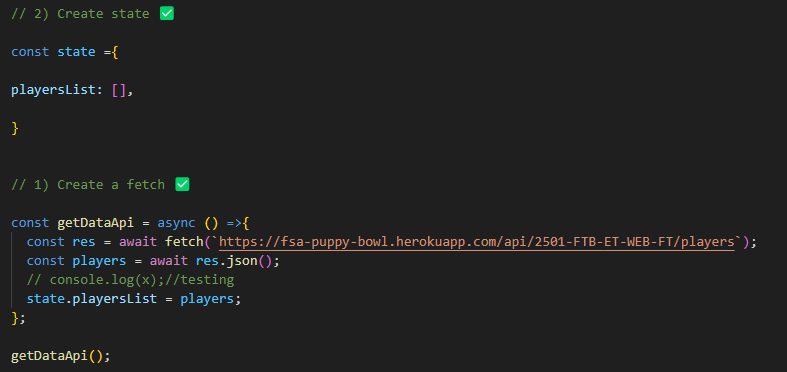 // 2) Create state ✅
const state ={
playersList: [],
}
// 1) Create a fetch ✅
const getDataApi = async () =>{
const res = await fetch(`https://fsa-puppy-bowl.herokuapp.com/api/2501-FTB-ET-WEB-FT/players`);
const players = await res.json();
// console.log(x);//testing
state.playersList = players;
};
getDataApi();